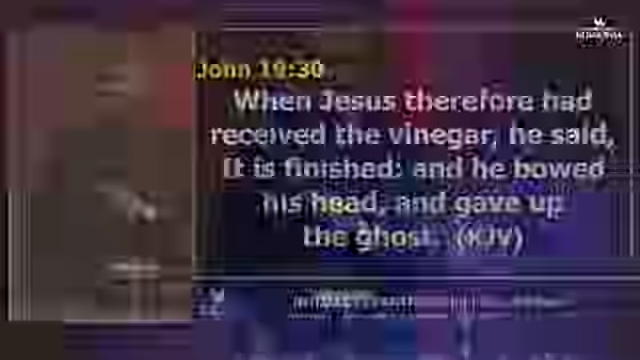 John 19:30
When Jesus therefore had
received the vinegar, he said,
It is finished: and he bowed
his head, and gave up
the ghost. (KJV)